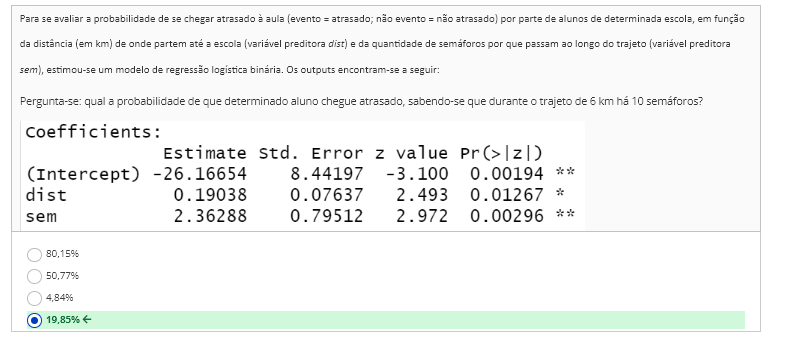 Para se avaliar a probabilidade de se chegar atrasado à aula (evento = atrasado; não evento = não atrasado) por parte de alunos de determinada escola, em função
da distância (em km) de onde partem até a escola (variável preditora dist) e da quantidade de semáforos por que passam ao longo do trajeto (variável preditora
sem), estimou-se um modelo de regressão logística binária. Os outputs encontram-se a seguir:
Pergunta-se: qual a probabilidade de que determinado aluno chegue atrasado, sabendo-se que durante o trajeto de 6 km há 10 semáforos?
Coefficients:
Estimate Std. Error z value Pr(>|z|)
(Intercept) -26.16654 8.44197 -3.100 0.00194 **
dist 0.19038 0.07637 2.493 0.01267 *
sem 2.36288 0.79512 2.972 0.00296 **
80,15%
50,77%
4,84%
19,85% ←